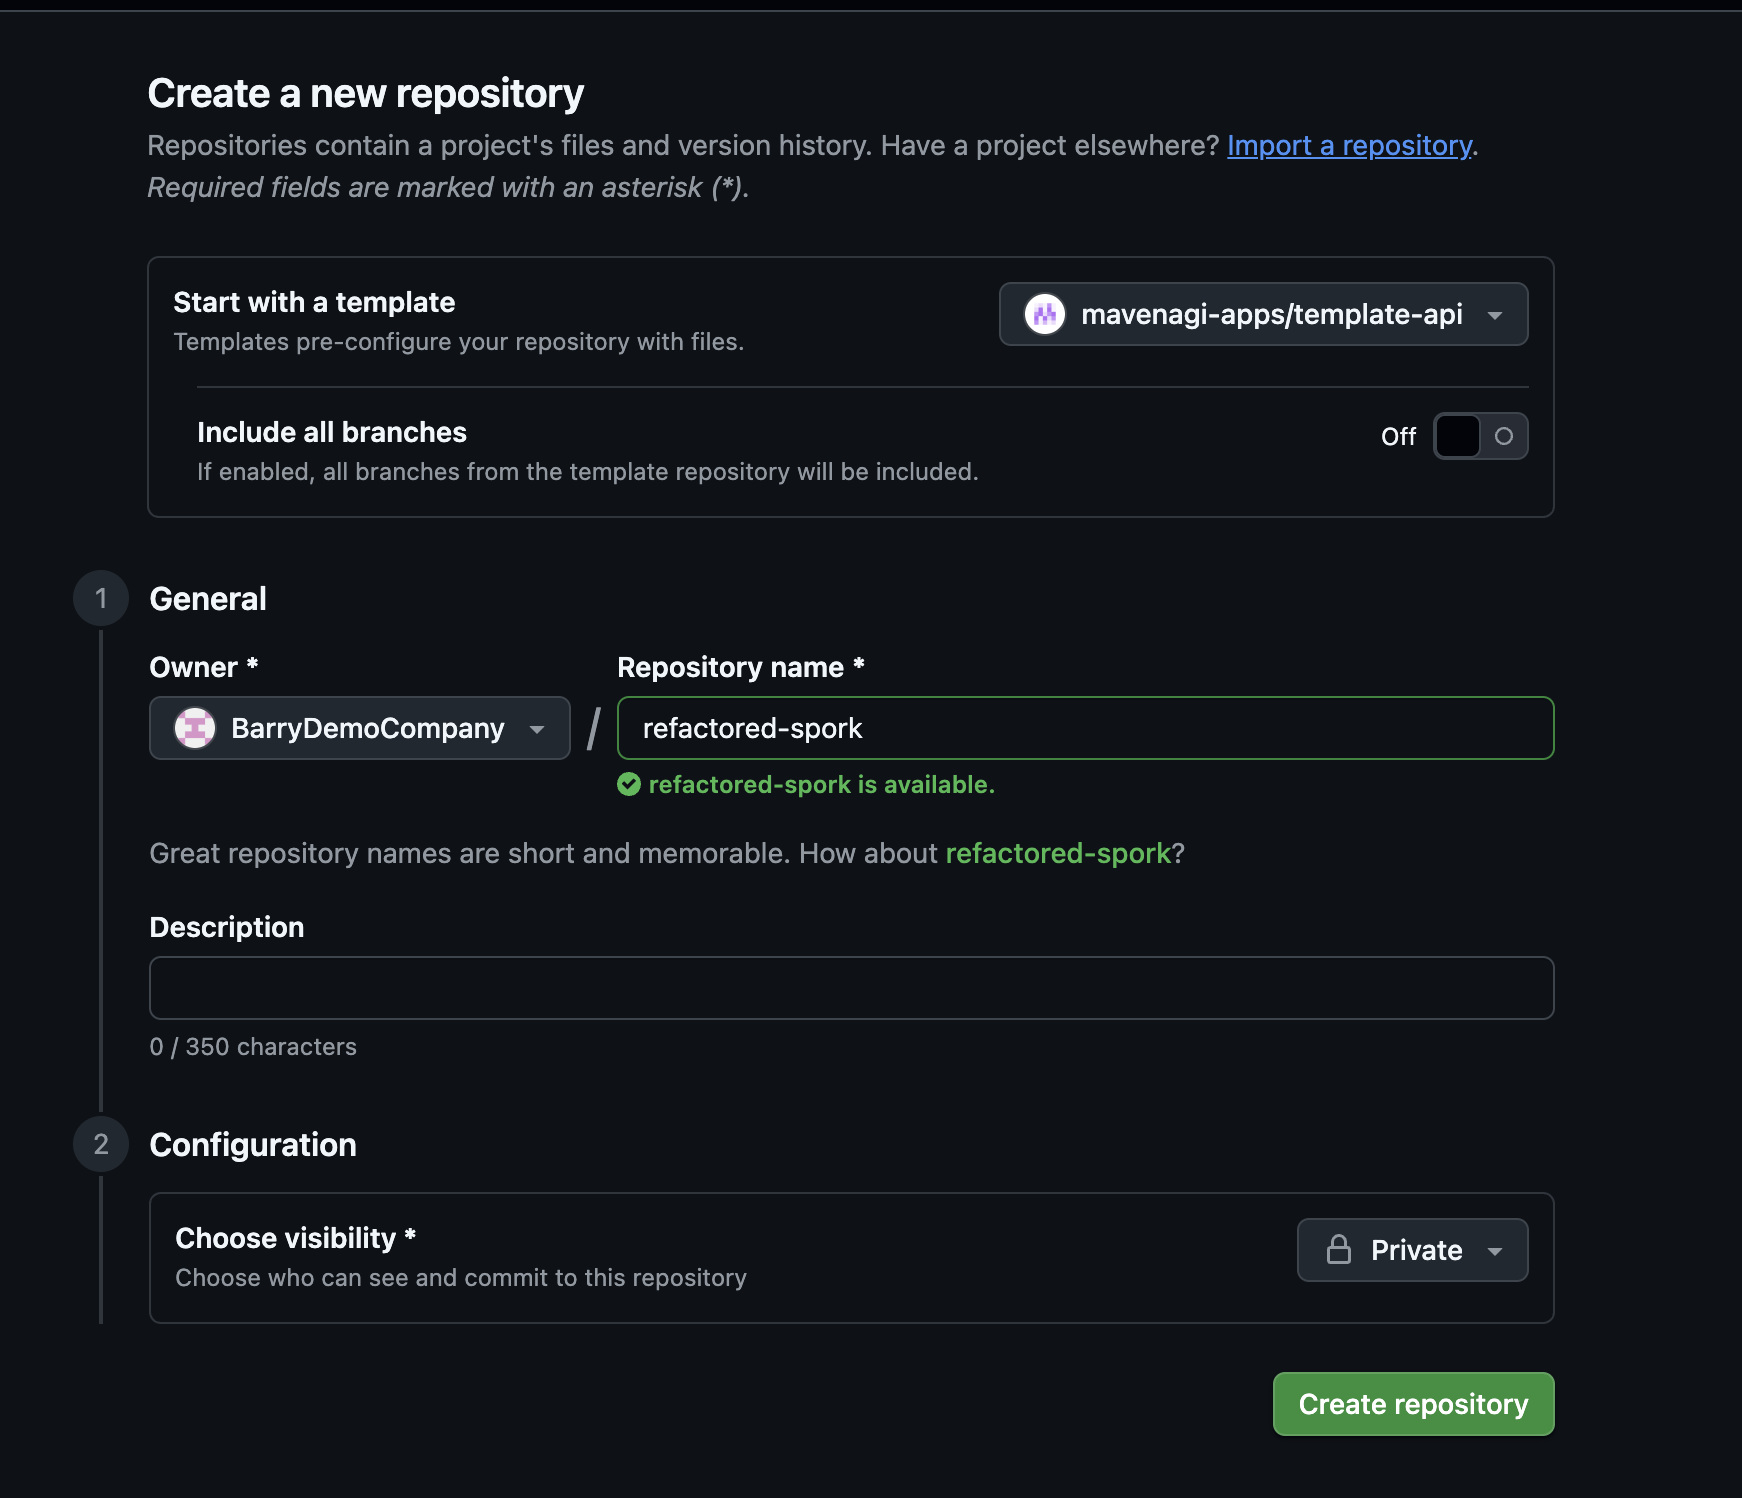 Create a new repository
Repositories contain a project's files and version history. Have a project elsewhere? Import a repository.
Required fields are marked with an asterisk (*).
Start with a template
Templates pre-configure your repository with files.
mavenagi-apps/template-api
Include all branches
If enabled, all branches from the template repository will be included.
Off
1
General
Owner *
Repository name *
BarryDemoCompany
/
refactored-spork
refactored-spork is available.
Great repository names are short and memorable. How about refactored-spork?
Description
0 / 350 characters
2
Configuration
Choose visibility *
Choose who can see and commit to this repository
Private
Create repository